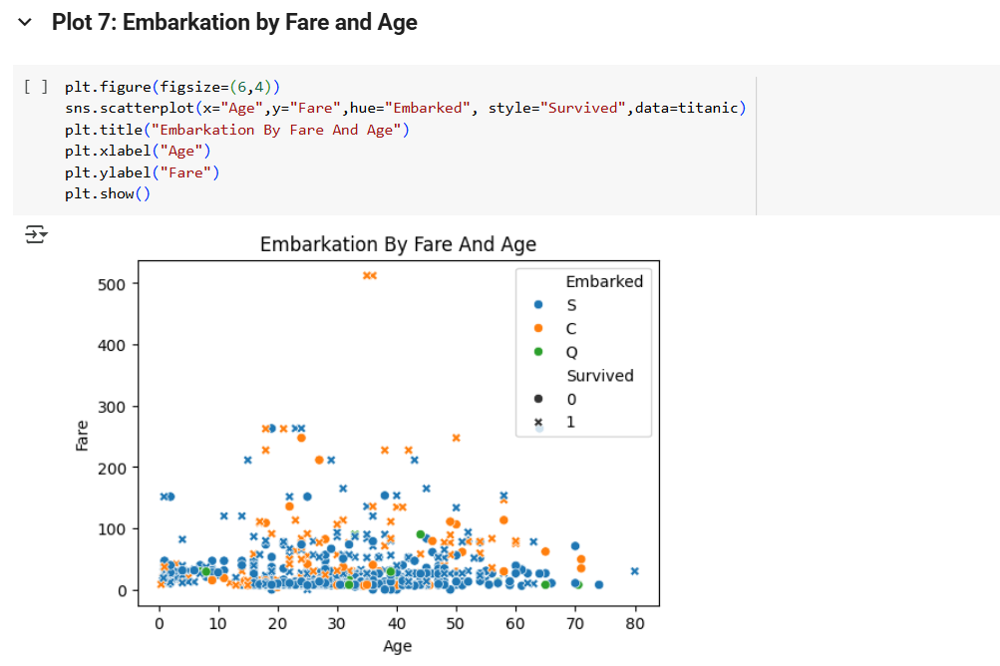 Plot 7: Embarkation by Fare and Age
[ ] plt.figure(figsize=(6,4))
sns.scatterplot(x="Age",y="Fare",hue="Embarked", style="Survived",data=titanic)
plt.title("Embarkation By Fare And Age")
plt.xlabel("Age")
plt.ylabel("Fare")
plt.show()
Embarkation By Fare And Age
500
400
300
200
100
0
Fare
Embarked
S
C
Q
Survived
0
1
0 10 20 30 40 50 60 70 80
Age